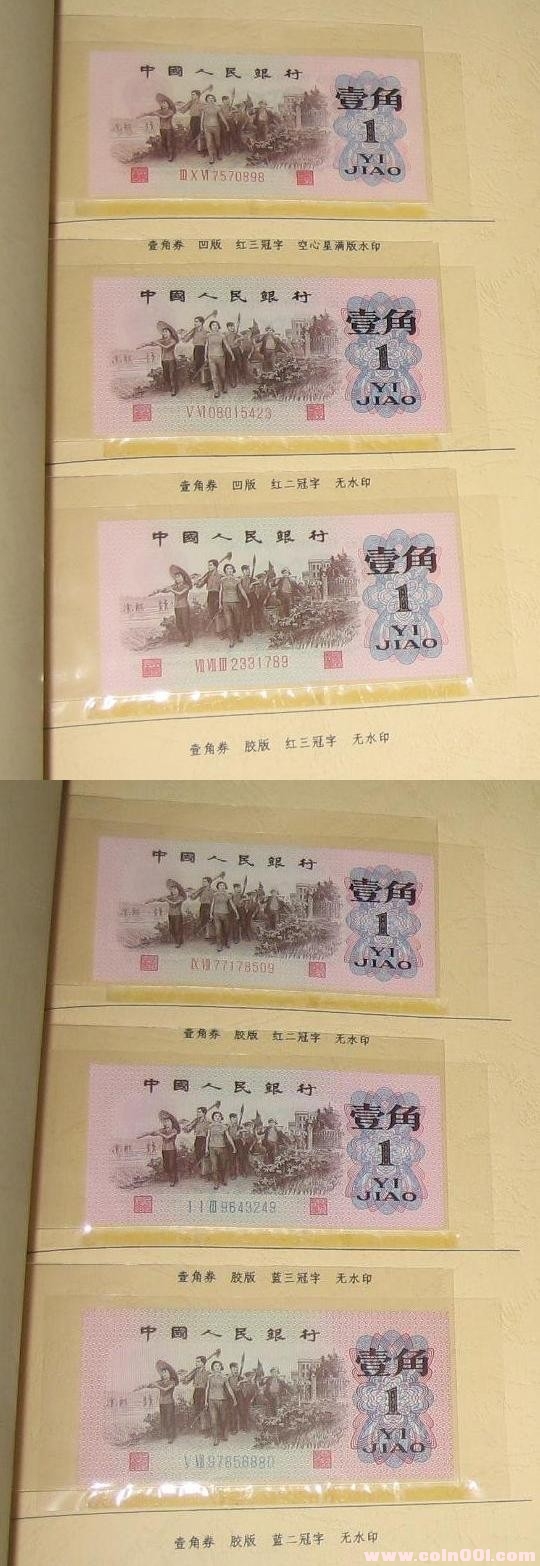 中國人民銀行
壹角
1
YI
JIAO
ⅢⅩⅥ7570898
壹角券 凹版 红三冠字 空心星满版水印
中國人民銀行
壹角
1
YI
JIAO
ⅤⅥ08015423
壹角券 凹版 红二冠字 无水印
中國人民銀行
壹角
1
YI
JIAO
ⅦⅦⅢ2331789
壹角券 胶版 红三冠字 无水印
中國人民銀行
壹角
1
YI
JIAO
ⅨⅦ77178509
壹角券 胶版 红二冠字 无水印
中國人民銀行
壹角
1
YI
JIAO
ⅠⅠⅢ9643249
壹角券 胶版 蓝三冠字 无水印
中國人民銀行
壹角
1
YI
JIAO
ⅤⅦ97656880
壹角券 胶版 蓝二冠字 无水印
www.coin001.com